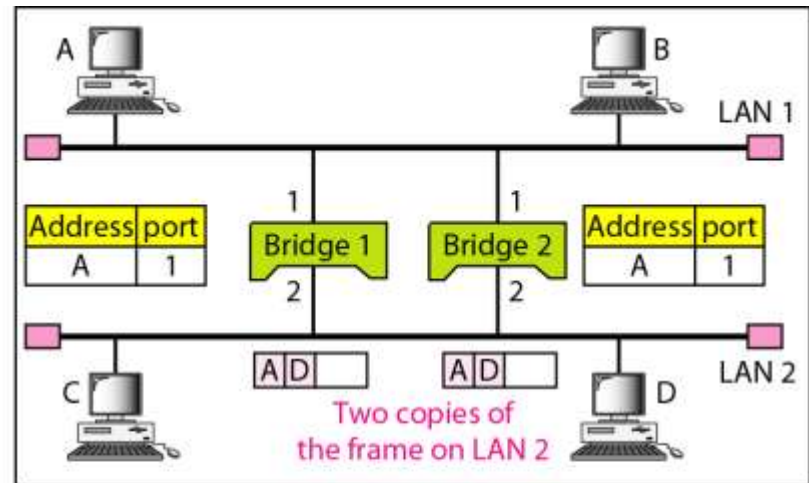 A
B
LAN 1
1
1
Address port
A 1
Bridge 1
Bridge 2
Address port
A 1
2
2
A D
A D
LAN 2
C
D
Two copies of
the frame on LAN 2